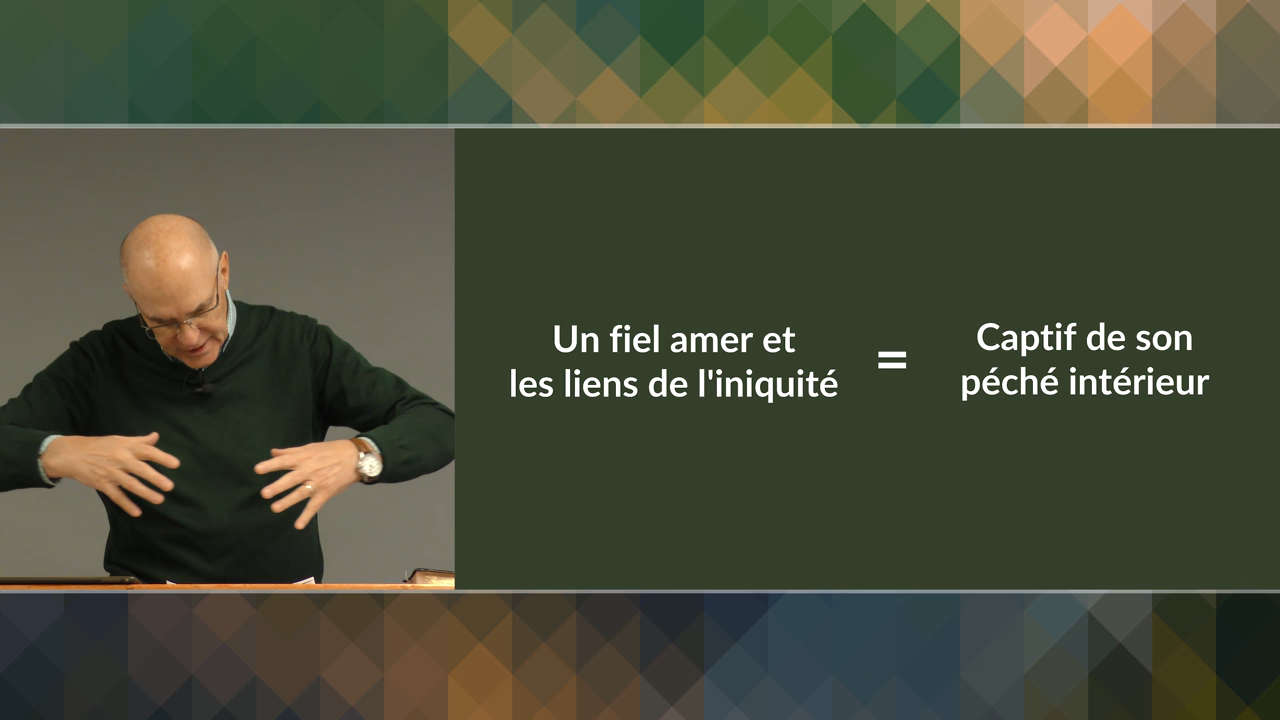 Un fiel amer et
les liens de l'iniquité
=
Captif de son
péché intérieur